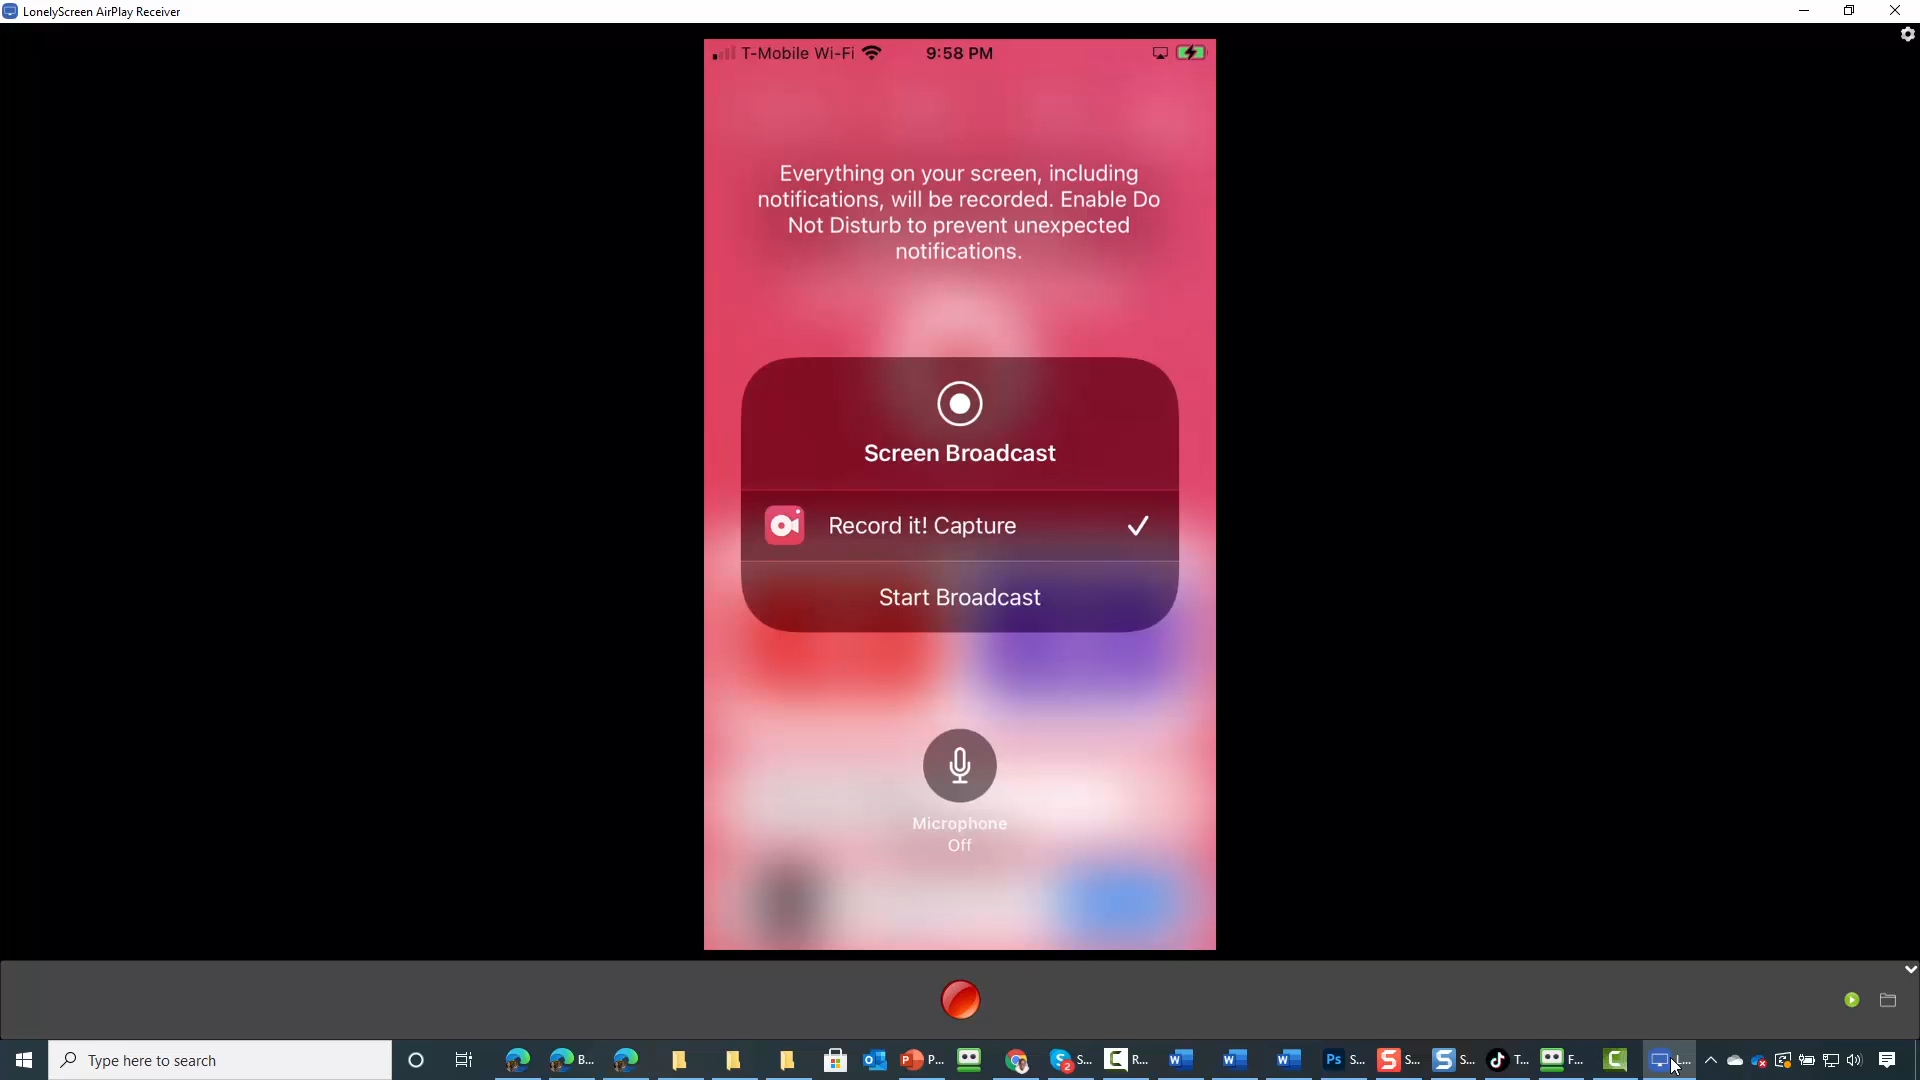 LonelyScreen AirPlay Receiver
T-Mobile Wi-Fi 9:58 PM
Everything on your screen, including
notifications, will be recorded. Enable Do
Not Disturb to prevent unexpected
notifications.
Screen Broadcast
Record it! Capture
Start Broadcast
Microphone
Off
Type here to search
B...
P...
S...
R...
Ps S...
S...
S...
T...
F...
L...